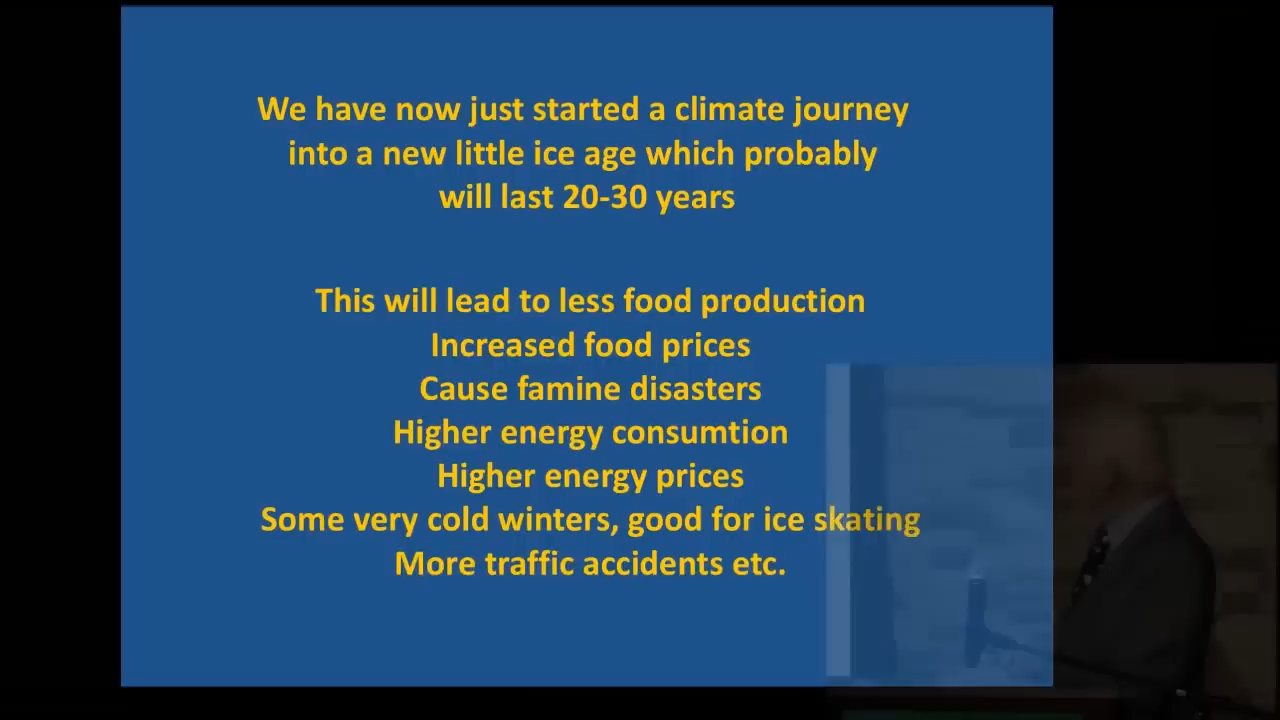 We have now just started a climate journey
into a new little ice age which probably
will last 20-30 years
This will lead to less food production
Increased food prices
Cause famine disasters
Higher energy consumtion
Higher energy prices
Some very cold winters, good for ice skating
More traffic accidents etc.